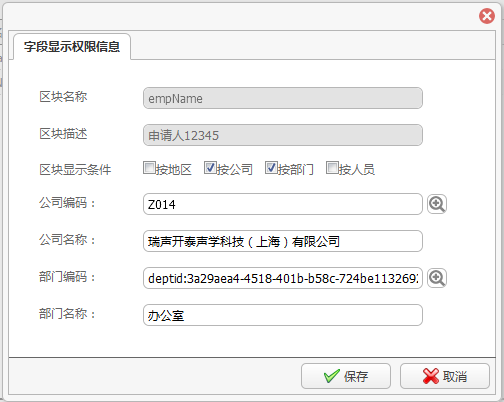 字段显示权限信息
区块名称 empName
区块描述 申请人12345
区块显示条件 按地区 按公司 按部门 按人员
公司编码： Z014
公司名称： 瑞声开泰声学科技（上海）有限公司
部门编码： deptid:3a29aea4-4518-401b-b58c-724be113269
部门名称： 办公室
保存 取消